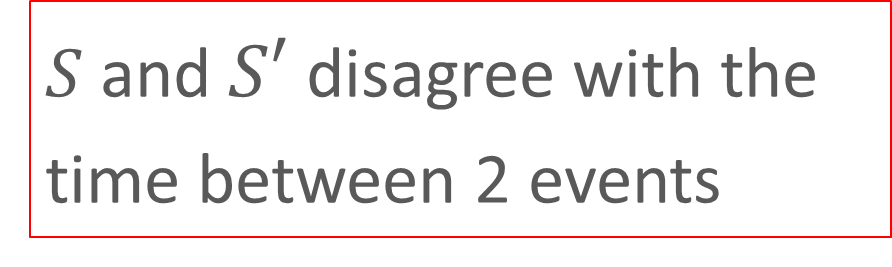 S and S′ disagree with the
time between 2 events